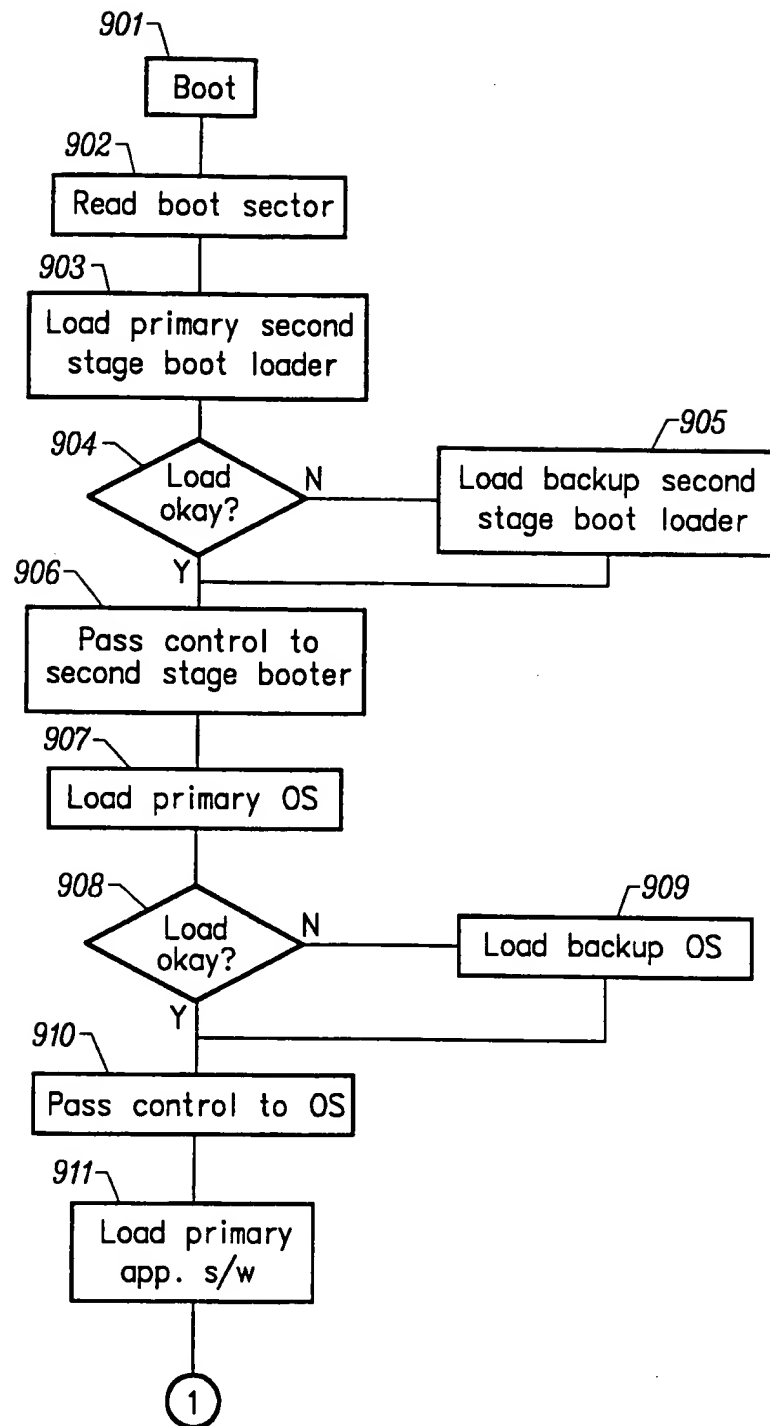 901
Boot
902
Read boot sector
903
Load primary second
stage boot loader
904
Load
okay?
N
Y
905
Load backup second
stage boot loader
906
Pass control to
second stage booter
907
Load primary OS
908
Load
okay?
N
Y
909
Load backup OS
910
Pass control to OS
911
Load primary
app. s/w
1